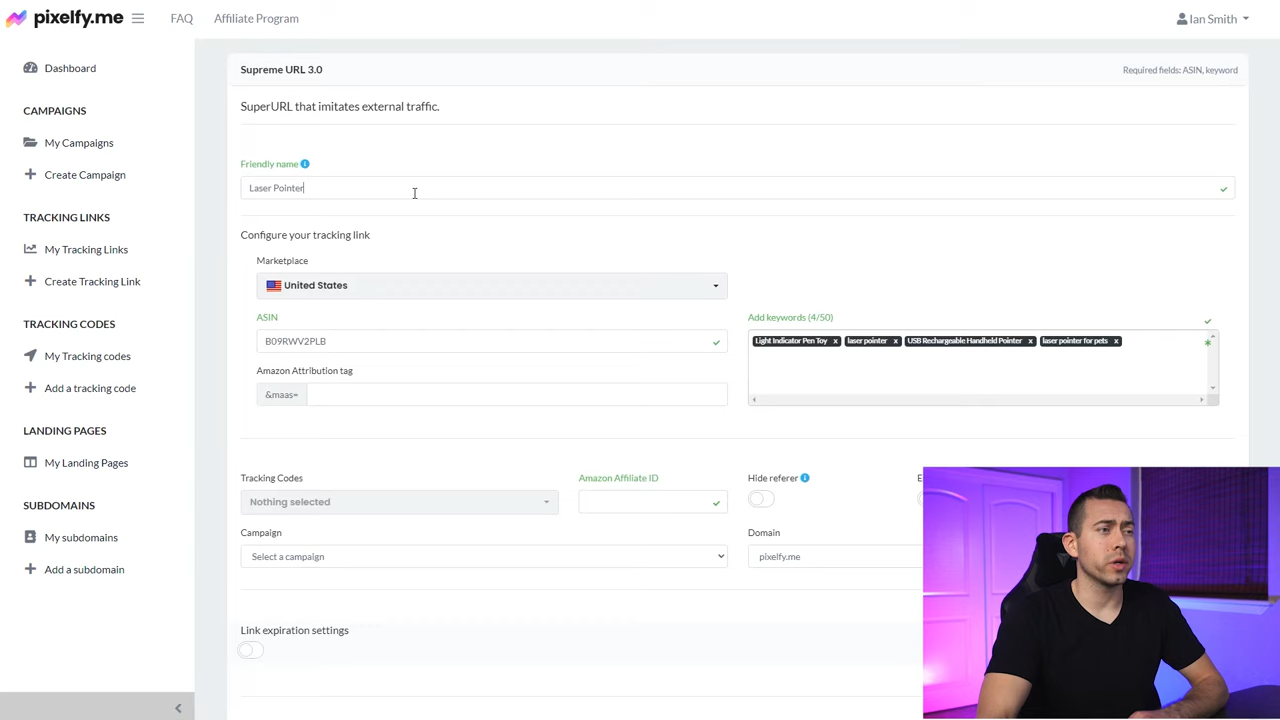 pixelfy.me
FAQ
Affiliate Program
Ian Smith
Dashboard
CAMPAIGNS
My Campaigns
Create Campaign
TRACKING LINKS
My Tracking Links
Create Tracking Link
TRACKING CODES
My Tracking codes
Add a tracking code
LANDING PAGES
My Landing Pages
SUBDOMAINS
My subdomains
Add a subdomain
Supreme URL 3.0
Required fields: ASIN, keyword
SuperURL that imitates external traffic.
Friendly name
Laser Pointer
Configure your tracking link
Marketplace
United States
ASIN
B09RWV2PLB
Add keywords (4/50)
Light Indicator Pen Toy x laser pointer x USB Rechargeable Handheld Pointer x laser pointer for pets x
Amazon Attribution tag
&maas=
Tracking Codes
Nothing selected
Amazon Affiliate ID
Hide referer
Campaign
Select a campaign
Domain
pixelfy.me
Link expiration settings